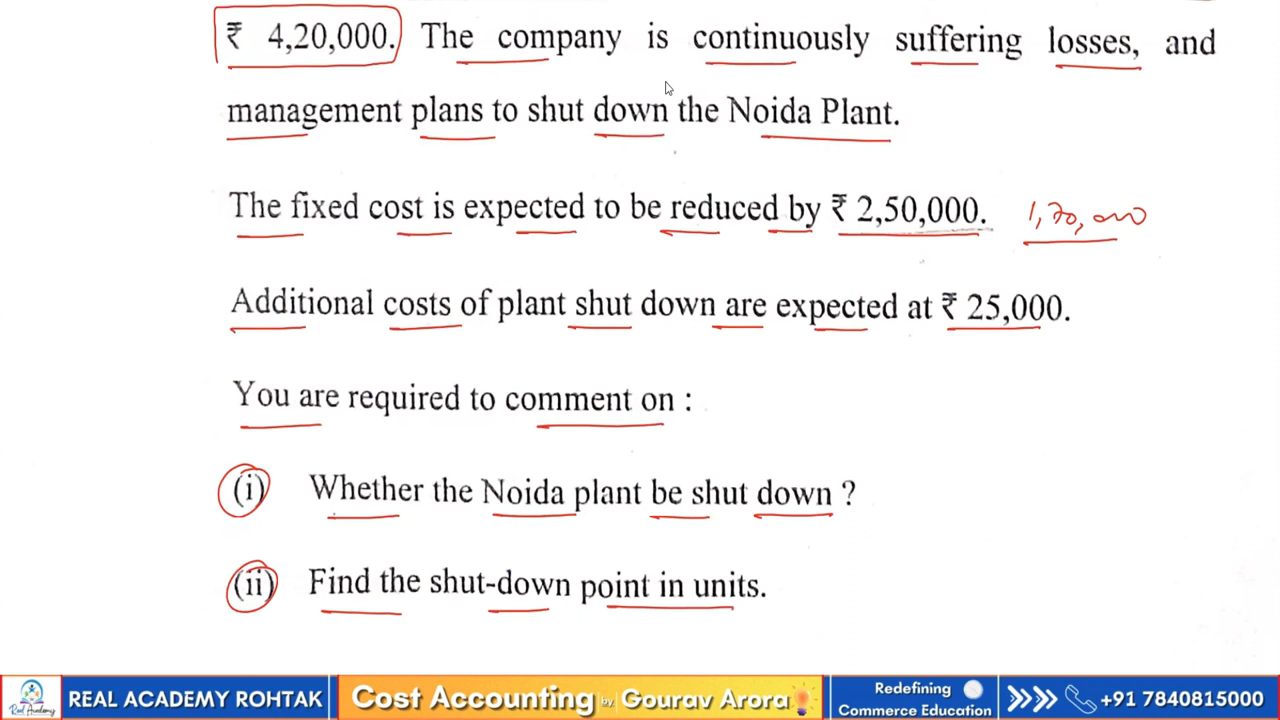 ₹ 4,20,000. The company is continuously suffering losses, and
management plans to shut down the Noida Plant.
The fixed cost is expected to be reduced by ₹ 2,50,000. 1,70,000
Additional costs of plant shut down are expected at ₹ 25,000.
You are required to comment on :
(i) Whether the Noida plant be shut down ?
(ii) Find the shut-down point in units.
Real Academy
REAL ACADEMY ROHTAK
Cost Accounting by Gourav Arora
Redefining
Commerce Education
+91 7840815000